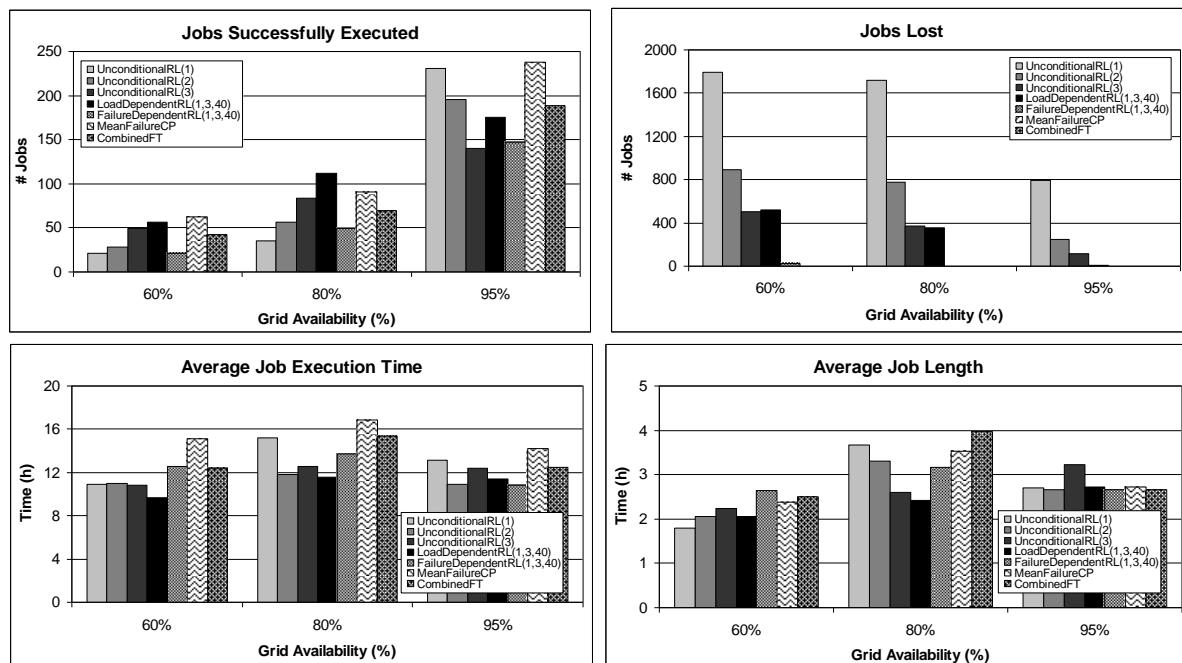 Jobs Successfully Executed
250
200
150
100
50
0
# Jobs
UnconditionalRL(1)
UnconditionalRL(2)
UnconditionalRL(3)
LoadDependentRL(1,3,40)
FailureDependentRL(1,3,40)
MeanFailureCP
CombinedFT
60%
80%
95%
Grid Availability (%)
Jobs Lost
2000
1600
1200
800
400
0
# Jobs
UnconditionalRL(1)
UnconditionalRL(2)
UnconditionalRL(3)
LoadDependentRL(1,3,40)
FailureDependentRL(1,3,40)
MeanFailureCP
CombinedFT
60%
80%
95%
Grid Availability (%)
Average Job Execution Time
20
16
12
8
4
0
Time (h)
UnconditionalRL(1)
UnconditionalRL(2)
UnconditionalRL(3)
LoadDependentRL(1,3,40)
FailureDependentRL(1,3,40)
MeanFailureCP
CombinedFT
60%
80%
95%
Grid Availability (%)
Average Job Length
5
4
3
2
1
0
Time (h)
UnconditionalRL(1)
UnconditionalRL(2)
UnconditionalRL(3)
LoadDependentRL(1,3,40)
FailureDependentRL(1,3,40)
MeanFailureCP
CombinedFT
60%
80%
95%
Grid Availability (%)